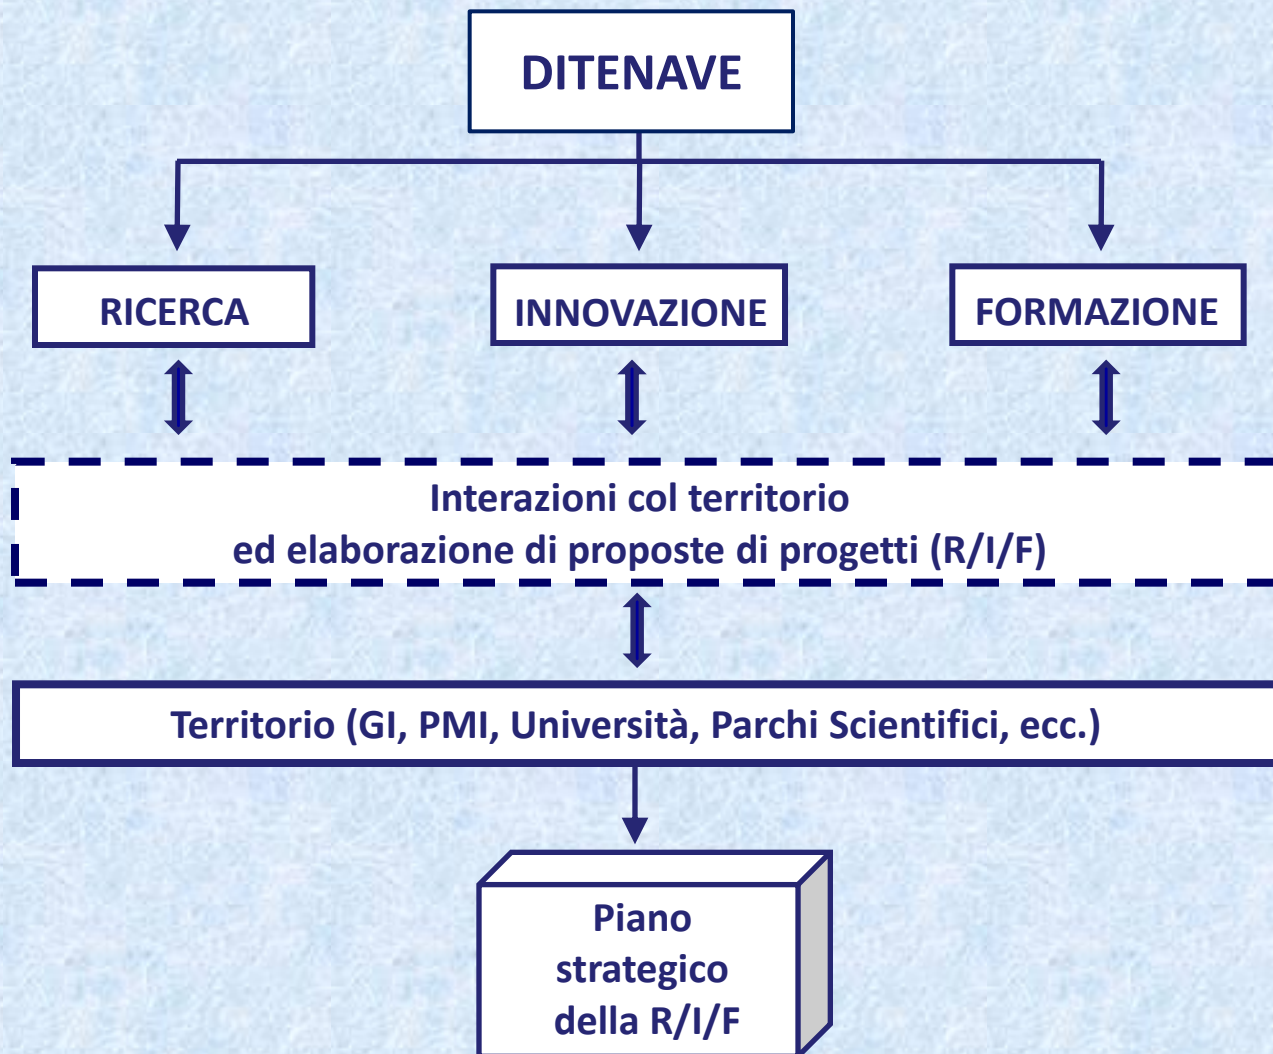 DITENAVE
RICERCA
INNOVAZIONE
FORMAZIONE
Interazioni col territorio
ed elaborazione di proposte di progetti (R/I/F)
Territorio (GI, PMI, Università, Parchi Scientifici, ecc.)
Piano
strategico
della R/I/F